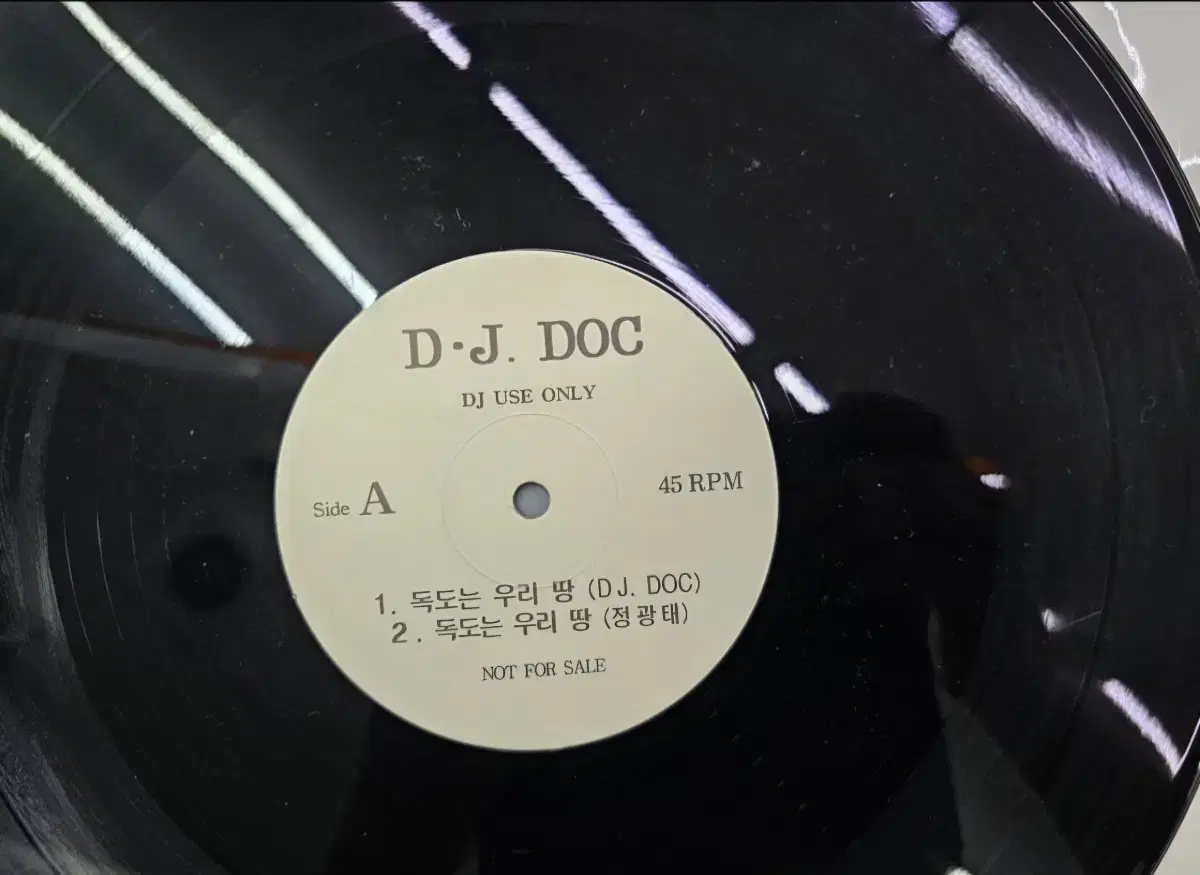 D·J. DOC
DJ USE ONLY
Side A
45 RPM
1. 독도는 우리 땅 (DJ. DOC)
2. 독도는 우리 땅 (정광태)
NOT FOR SALE